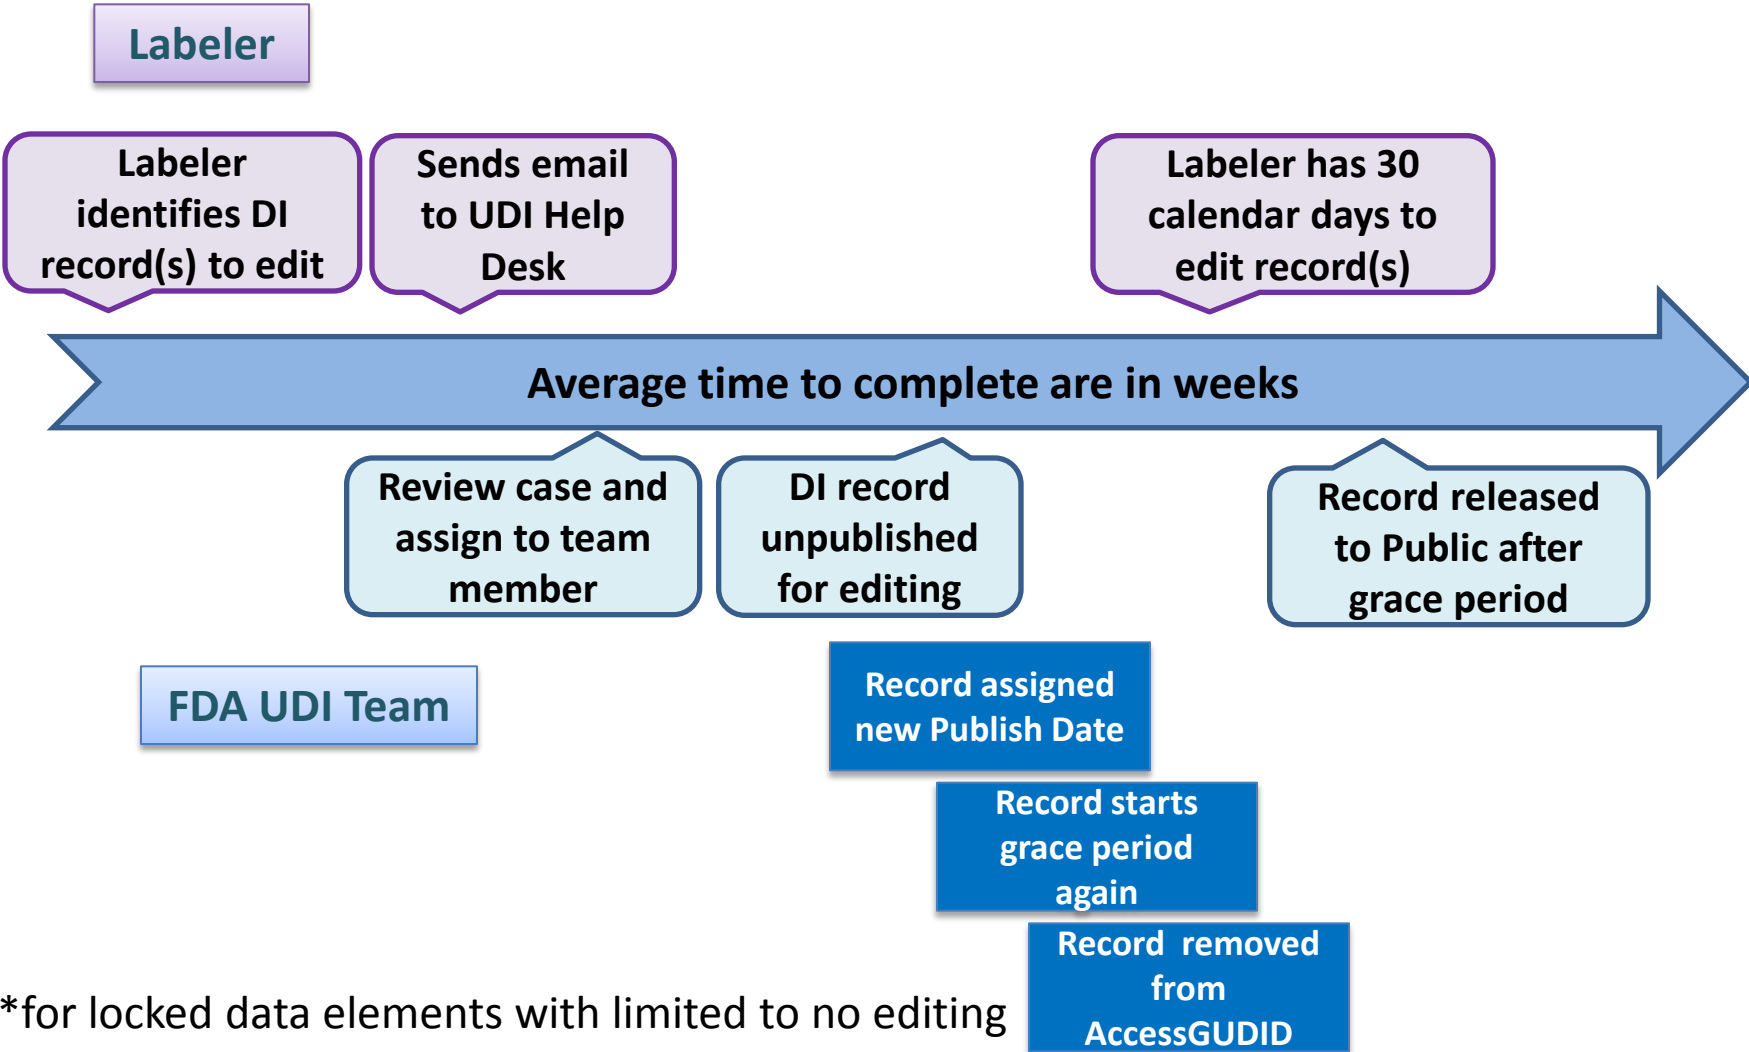 Labeler
Labeler
identifies DI
record(s) to edit
Sends email
to UDI Help
Desk
Labeler has 30
calendar days to
edit record(s)
Average time to complete are in weeks
Review case and
assign to team
member
DI record
unpublished
for editing
Record released
to Public after
grace period
FDA UDI Team
Record assigned
new Publish Date
Record starts
grace period
again
Record removed
from
AccessGUDID
*for locked data elements with limited to no editing